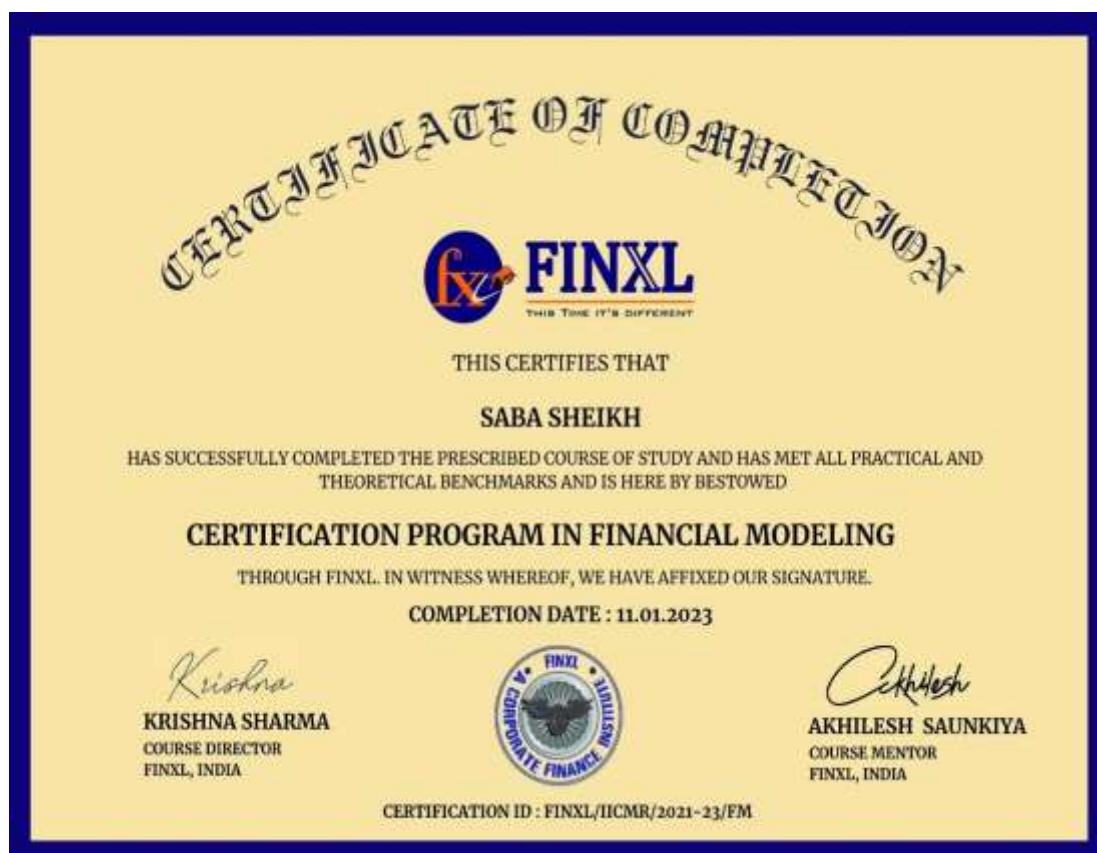 CERTIFICATE OF COMPLETION
fx FINXL
THIS TIME IT'S DIFFERENT
THIS CERTIFIES THAT
SABA SHEIKH
HAS SUCCESSFULLY COMPLETED THE PRESCRIBED COURSE OF STUDY AND HAS MET ALL PRACTICAL AND
THEORETICAL BENCHMARKS AND IS HERE BY BESTOWED
CERTIFICATION PROGRAM IN FINANCIAL MODELING
THROUGH FINXL. IN WITNESS WHEREOF, WE HAVE AFFIXED OUR SIGNATURE.
COMPLETION DATE : 11.01.2023
Krishna
KRISHNA SHARMA
COURSE DIRECTOR
FINXL, INDIA
FINXL
A CORPORATE FINANCE INSTITUTE
Akhilesh
AKHILESH SAUNKIYA
COURSE MENTOR
FINXL, INDIA
CERTIFICATION ID : FINXL/IICMR/2021-23/FM